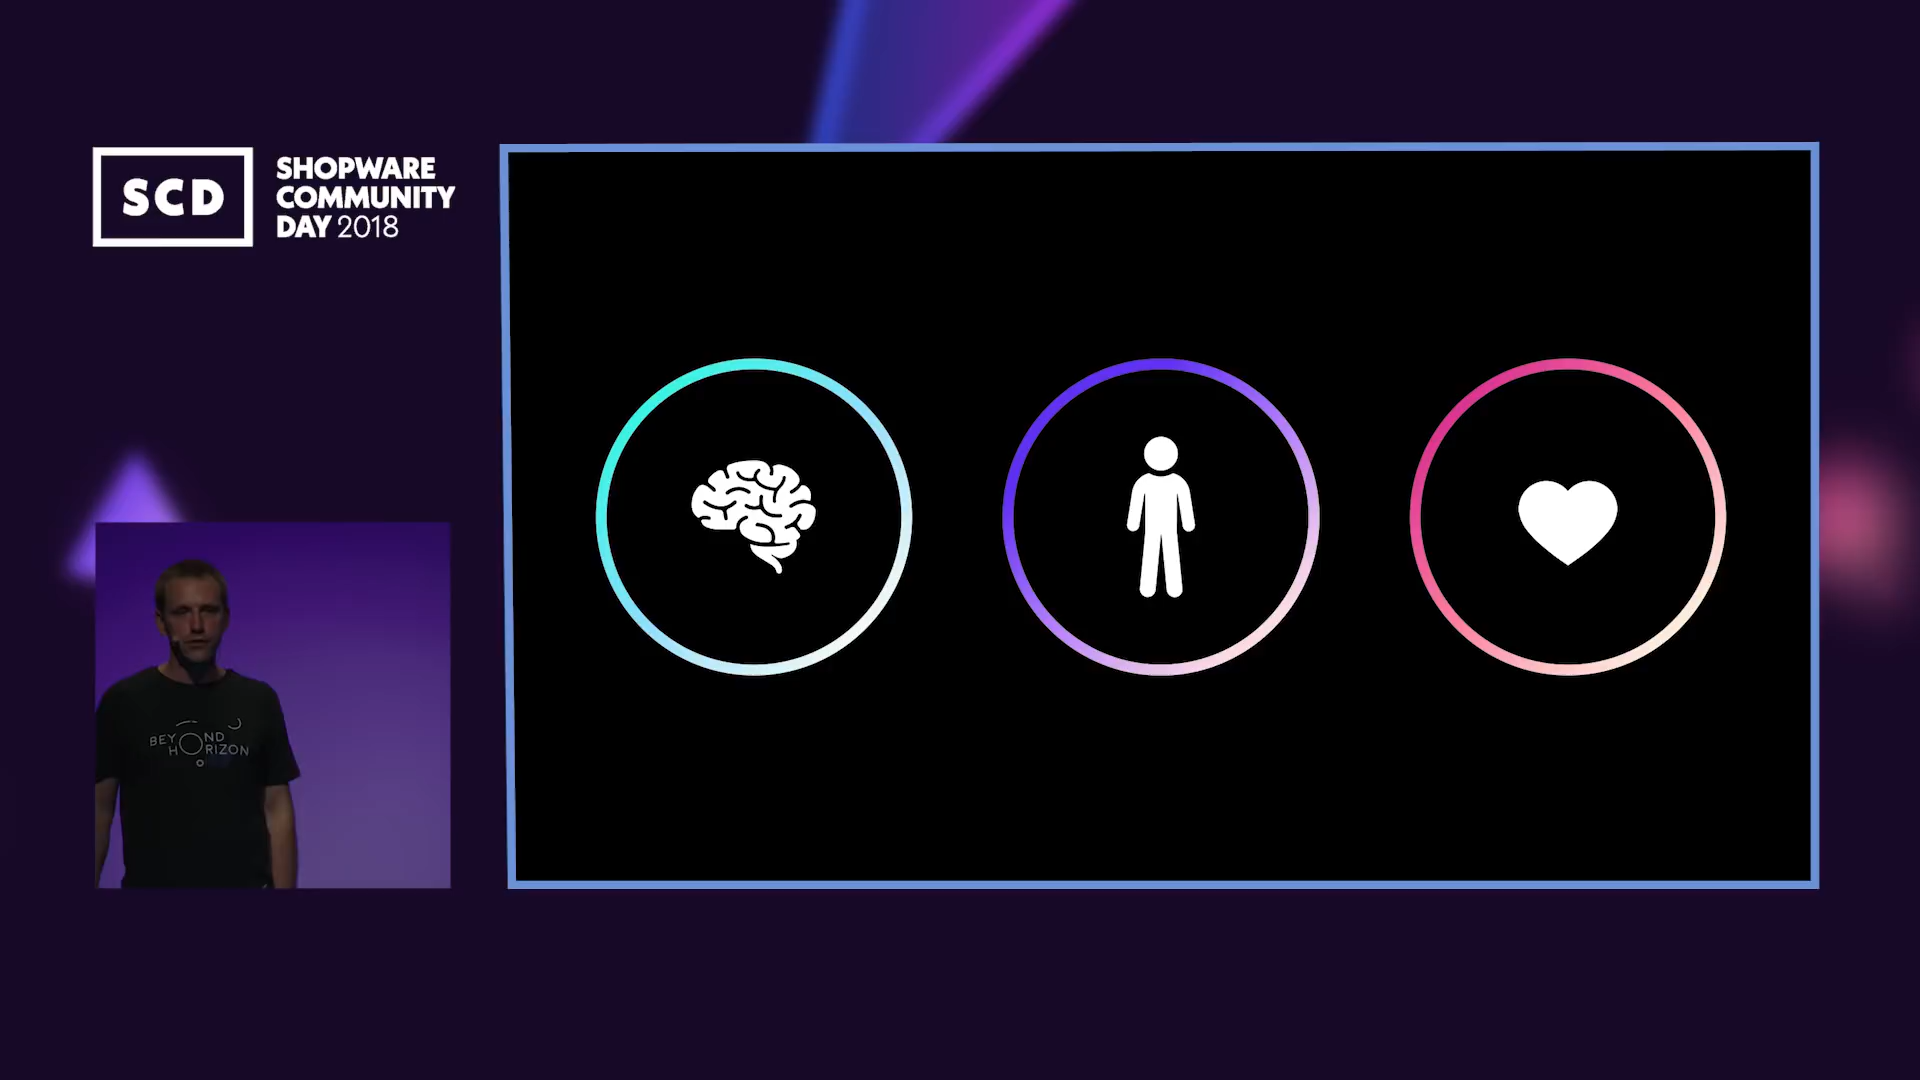 SCD
SHOPWARE
COMMUNITY
DAY 2018
BEYOND
HORIZON